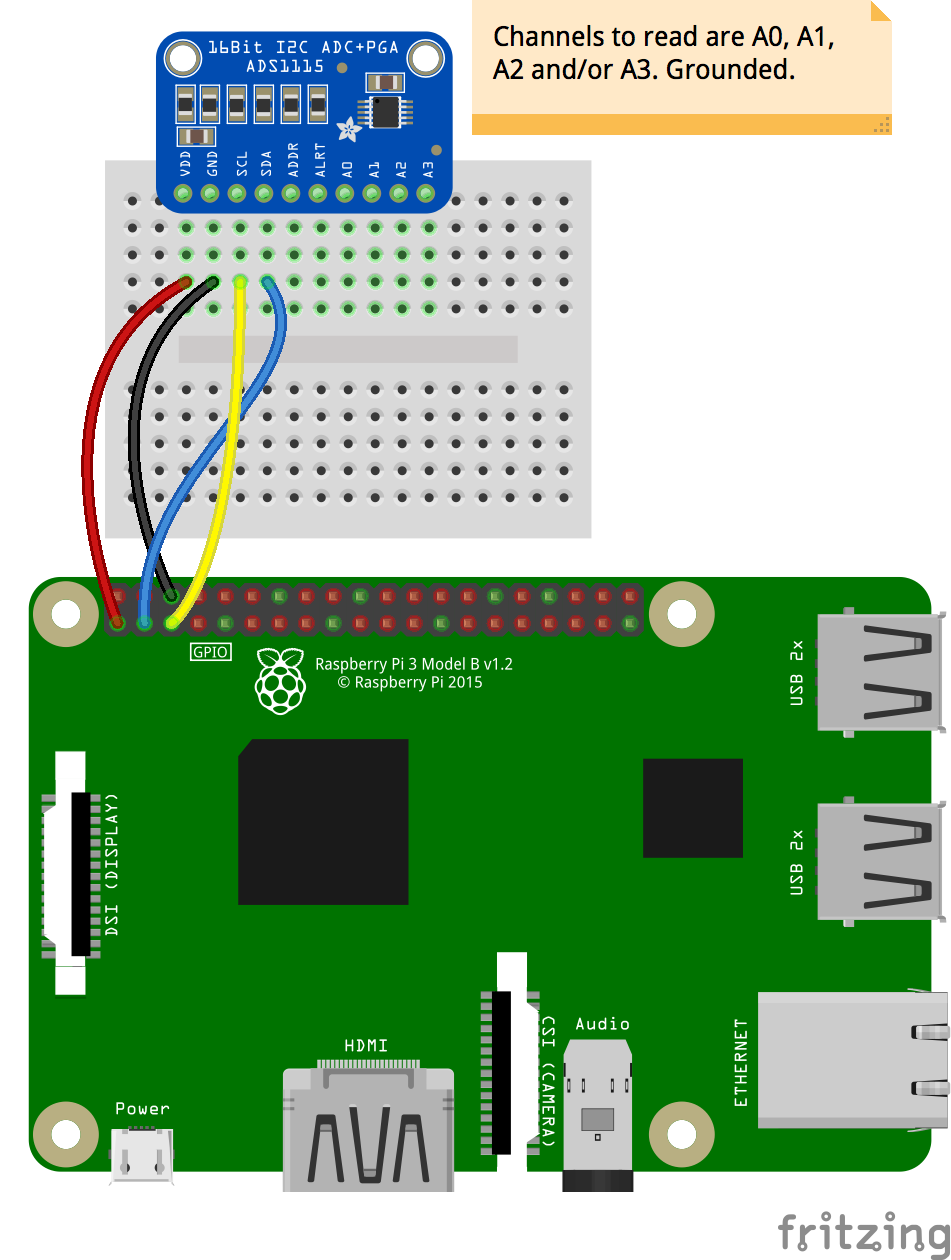 Channels to read are A0, A1,
A2 and/or A3. Grounded.
16Bit I2C ADC+PGA
ADS1115
VDD
GND
SCL
SDA
ADDR
ALRT
A0
A1
A2
A3
GPIO
Raspberry Pi 3 Model B v1.2
© Raspberry Pi 2015
USB 2x
USB 2x
DSI (DISPLAY)
CSI (CAMERA)
Audio
HDMI
ETHERNET
Power
fritzing